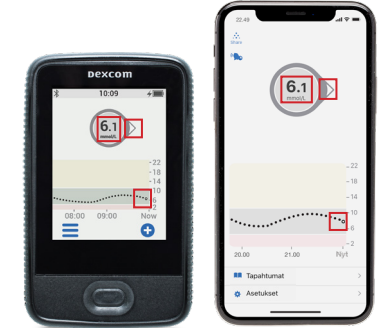 Dexcom
10:09
6.1
mmol/L
22
18
14
10
6
2
08:00 09:00 Now
22.49
Share
6.1
mmol/L
22
18
14
10
6
2
20.00 21.00 Nyt
Tapahtumat
Asetukset